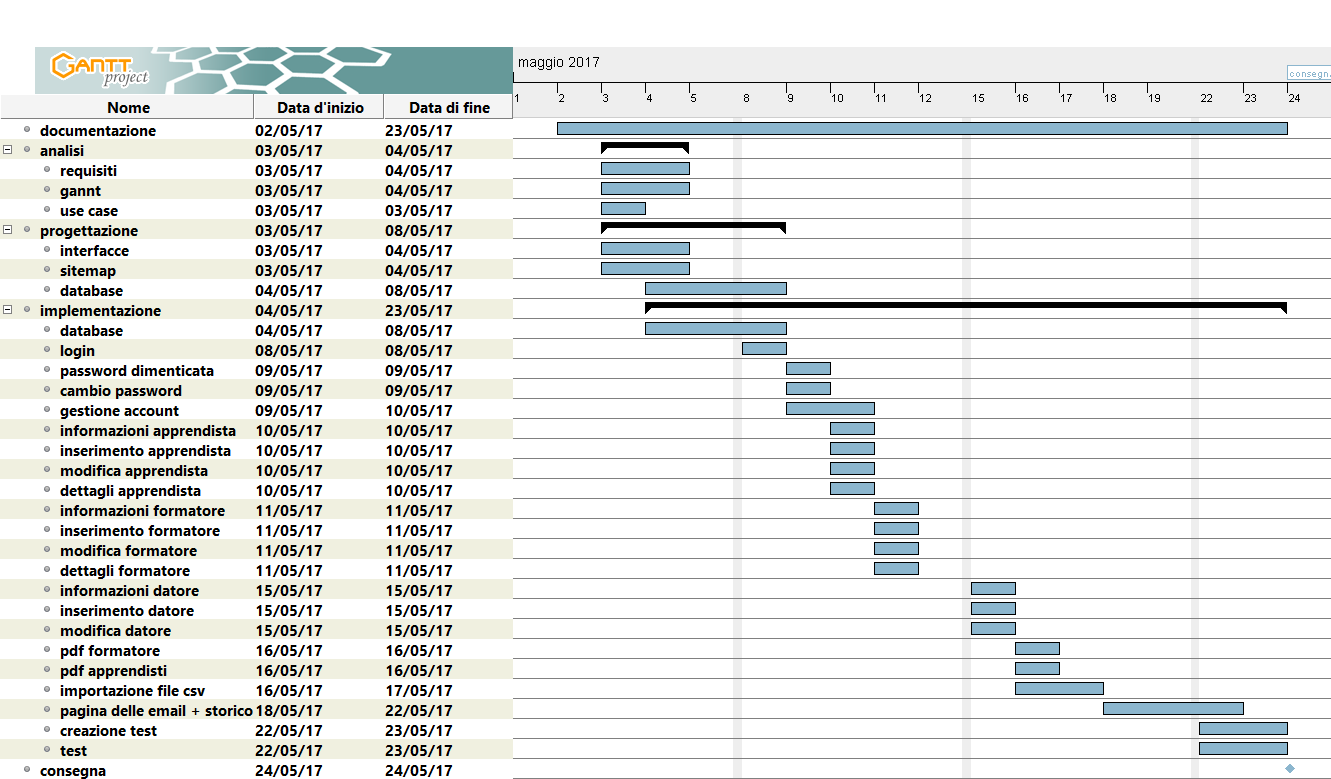 GANTT
project
maggio 2017
consegn
1 2 3 4 5 8 9 10 11 12 15 16 17 18 19 22 23 24
Nome Data d'inizio Data di fine
documentazione 02/05/17 23/05/17
analisi 03/05/17 04/05/17
requisiti 03/05/17 04/05/17
gannt 03/05/17 04/05/17
use case 03/05/17 03/05/17
progettazione 03/05/17 08/05/17
interfacce 03/05/17 04/05/17
sitemap 03/05/17 04/05/17
database 04/05/17 08/05/17
implementazione 04/05/17 23/05/17
database 04/05/17 08/05/17
login 08/05/17 08/05/17
password dimenticata 09/05/17 09/05/17
cambio password 09/05/17 09/05/17
gestione account 09/05/17 10/05/17
informazioni apprendista 10/05/17 10/05/17
inserimento apprendista 10/05/17 10/05/17
modifica apprendista 10/05/17 10/05/17
dettagli apprendista 10/05/17 10/05/17
informazioni formatore 11/05/17 11/05/17
inserimento formatore 11/05/17 11/05/17
modifica formatore 11/05/17 11/05/17
dettagli formatore 11/05/17 11/05/17
informazioni datore 15/05/17 15/05/17
inserimento datore 15/05/17 15/05/17
modifica datore 15/05/17 15/05/17
pdf formatore 16/05/17 16/05/17
pdf apprendisti 16/05/17 16/05/17
importazione file csv 16/05/17 17/05/17
pagina delle email + storico 18/05/17 22/05/17
creazione test 22/05/17 23/05/17
test 22/05/17 23/05/17
consegna 24/05/17 24/05/17